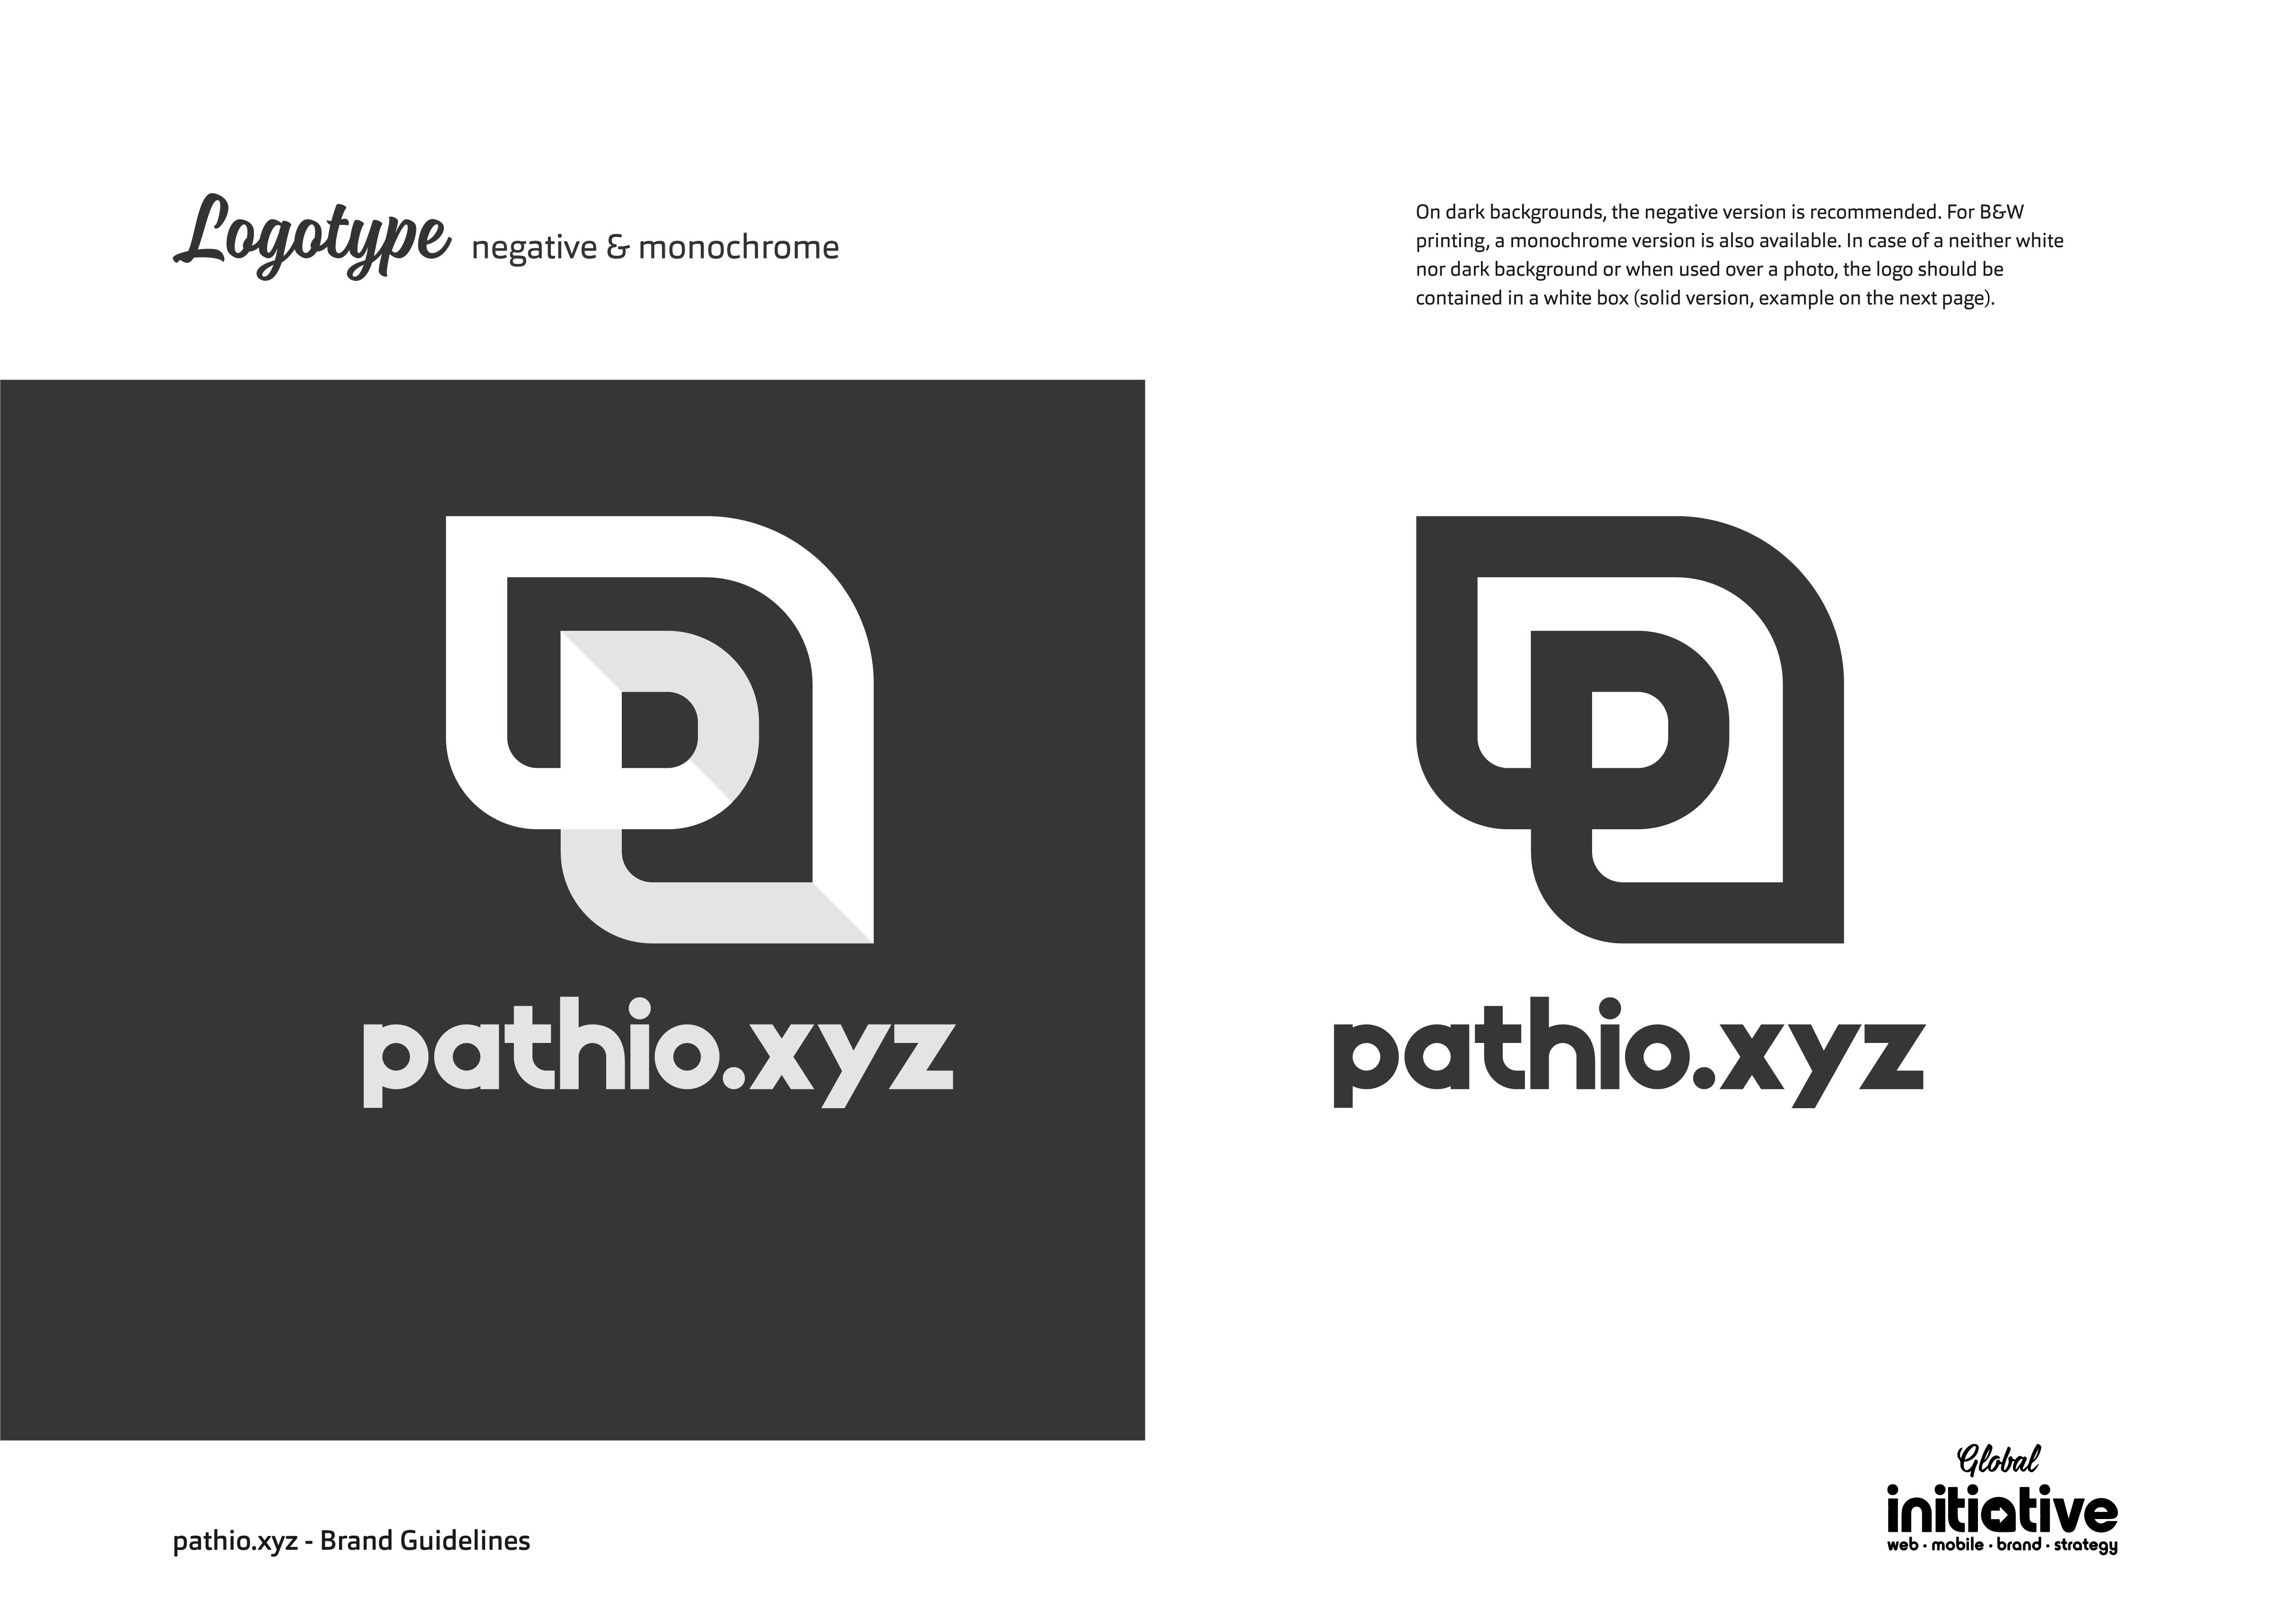 Logotype negative & monochrome
On dark backgrounds, the negative version is recommended. For B&W
printing, a monochrome version is also available. In case of a neither white
nor dark background or when used over a photo, the logo should be
contained in a white box (solid version, example on the next page).
pathio.xyz
pathio.xyz
pathio.xyz - Brand Guidelines
Global
initiative
web · mobile · brand · strategy